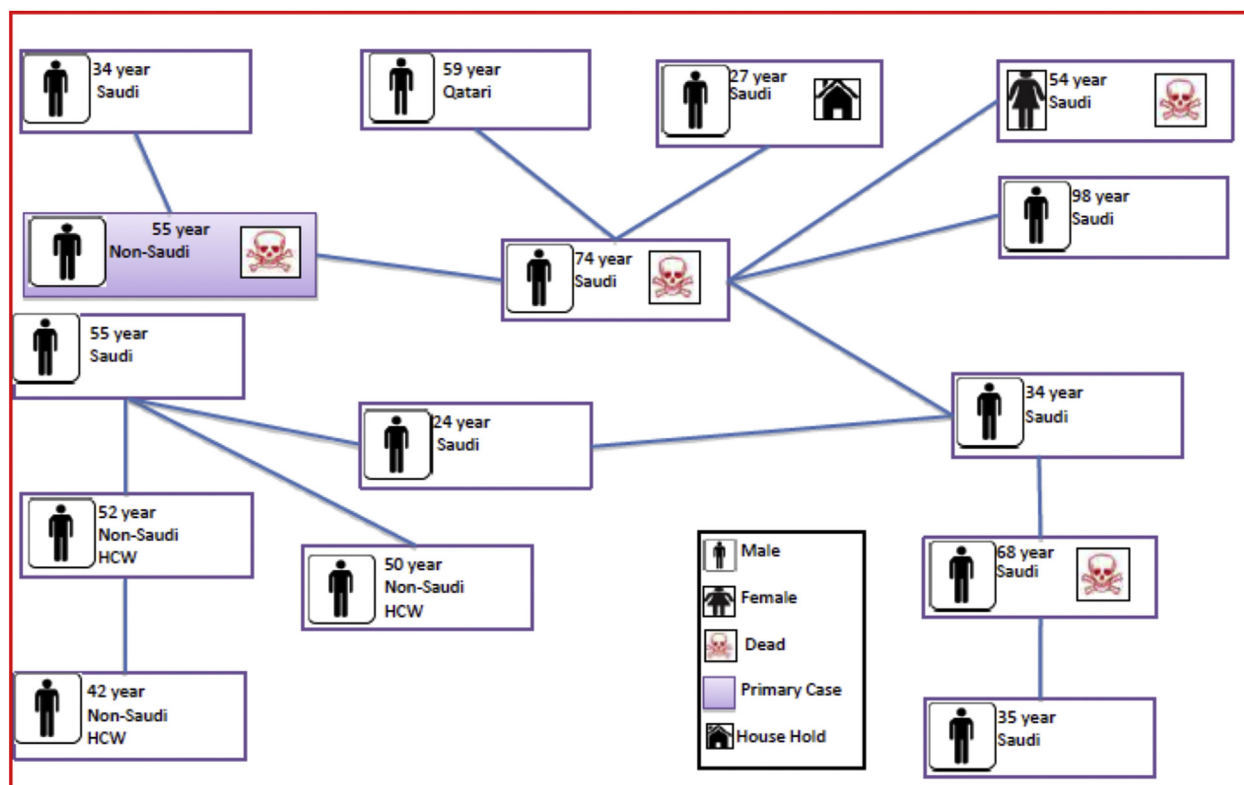 34 year
Saudi
59 year
Qatari
27 year
Saudi
54 year
Saudi
55 year
Non-Saudi
74 year
Saudi
98 year
Saudi
55 year
Saudi
24 year
Saudi
34 year
Saudi
52 year
Non-Saudi
HCW
50 year
Non-Saudi
HCW
68 year
Saudi
42 year
Non-Saudi
HCW
35 year
Saudi
Male
Female
Dead
Primary Case
House Hold